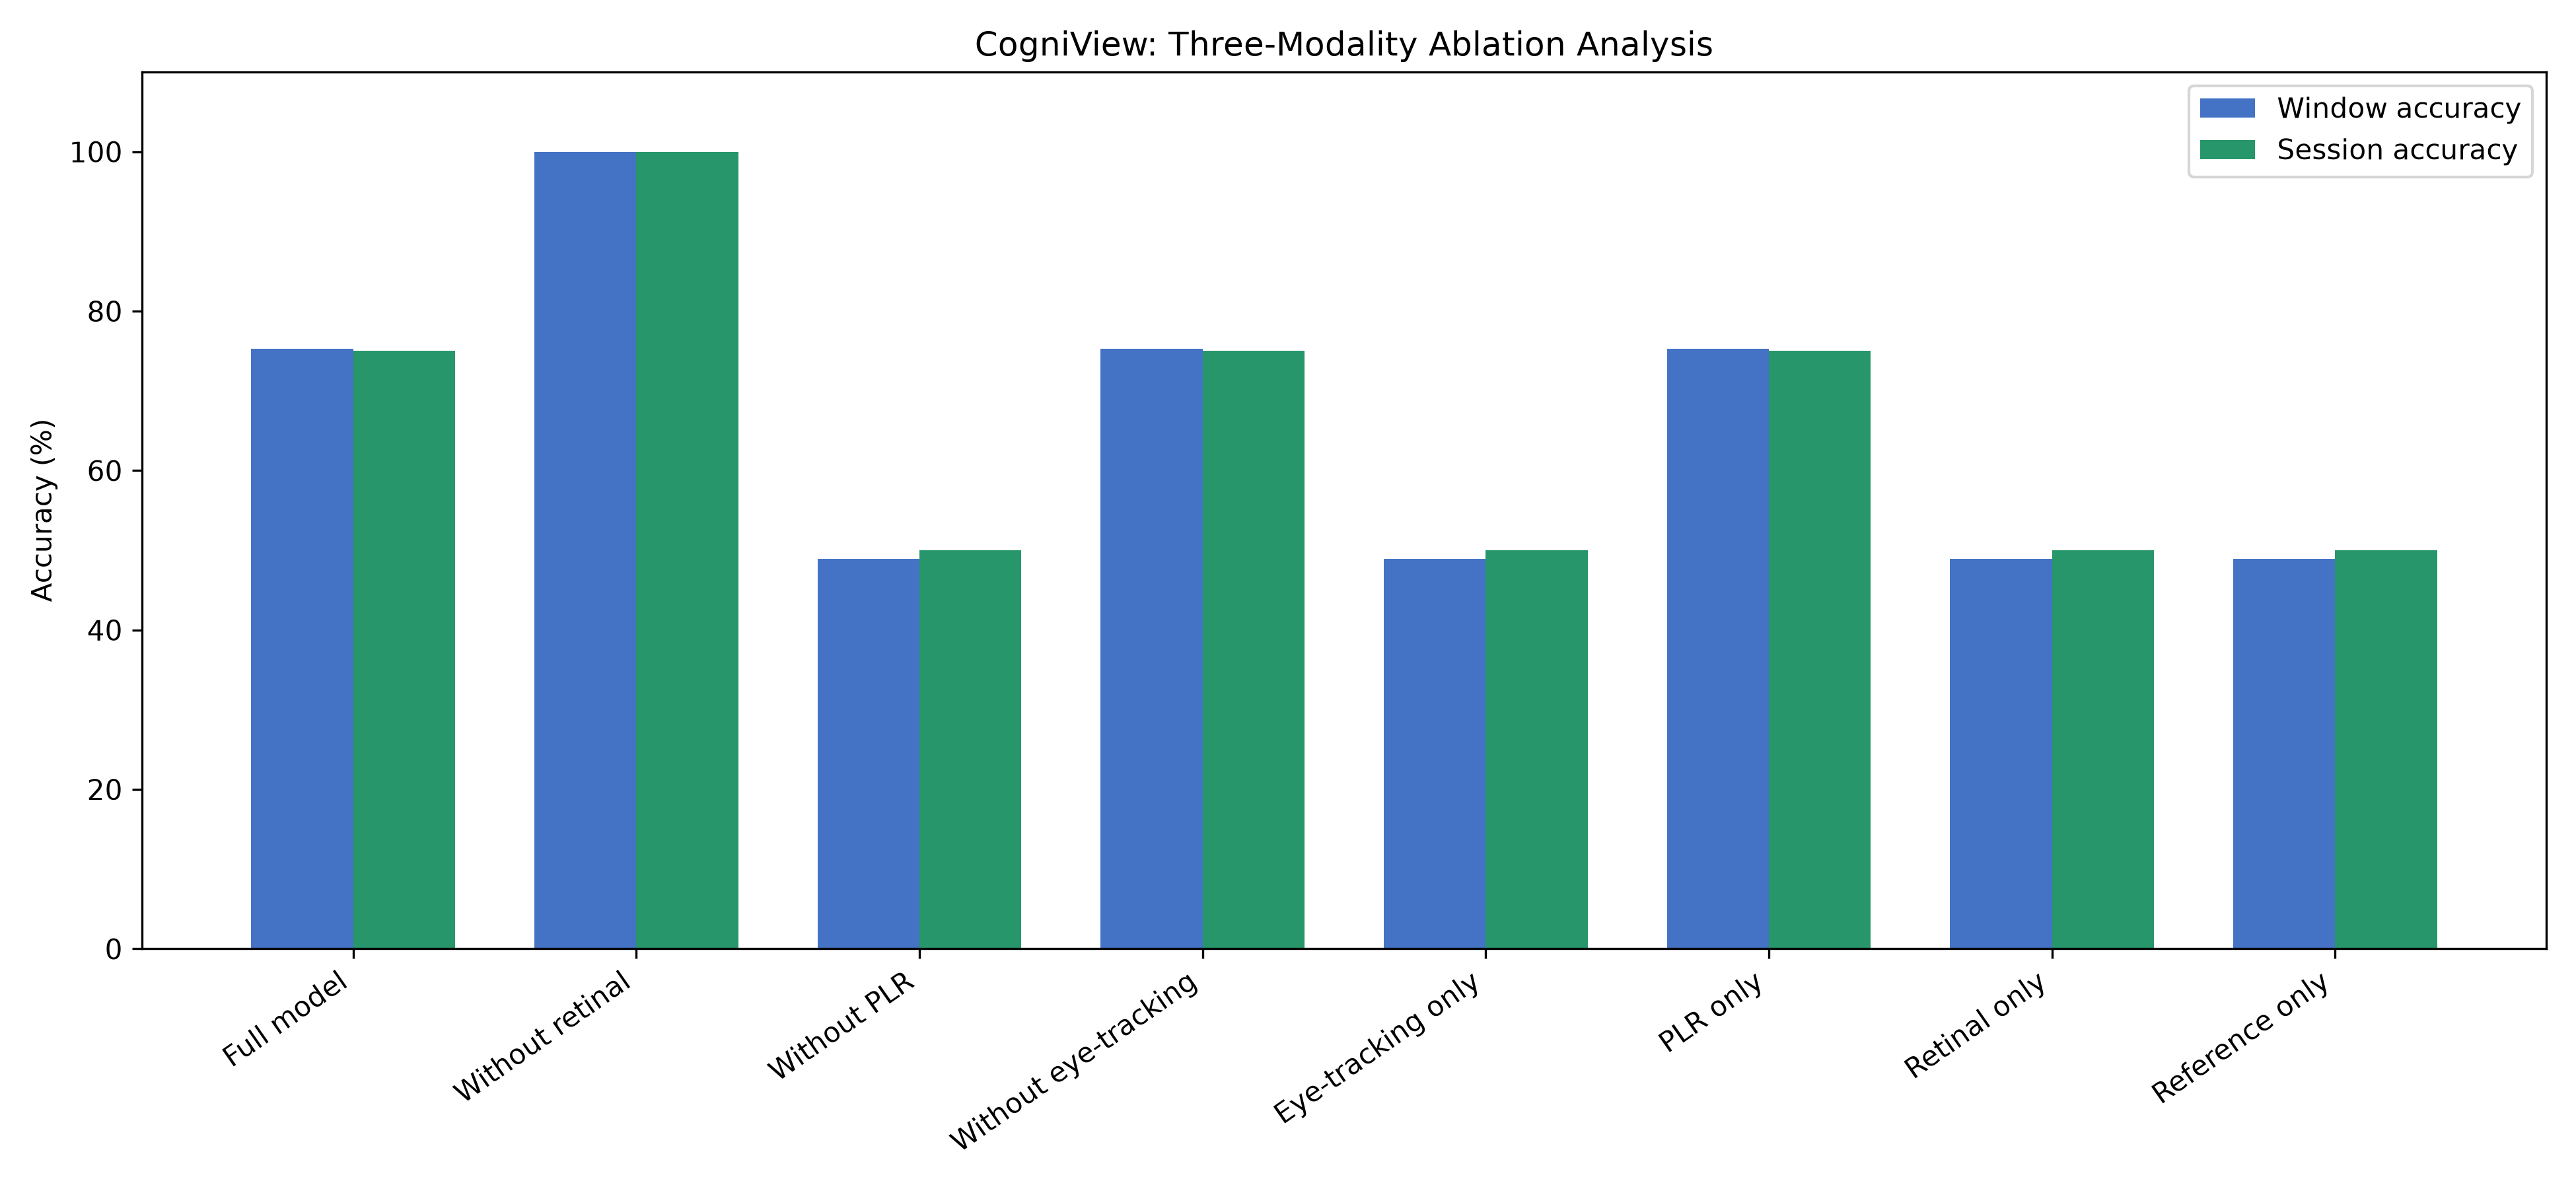 CogniView: Three-Modality Ablation Analysis
Window accuracy
Session accuracy
Accuracy (%)
100
80
60
40
20
0
Full model
Without retinal
Without PLR
Without eye-tracking
Eye-tracking only
PLR only
Retinal only
Reference only